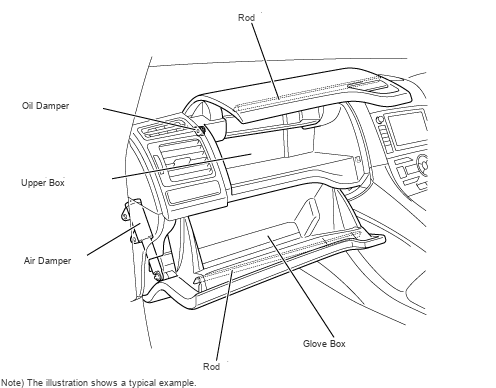 Rod
Oil Damper
Upper Box
Air Damper
Glove Box
Rod
Note) The illustration shows a typical example.